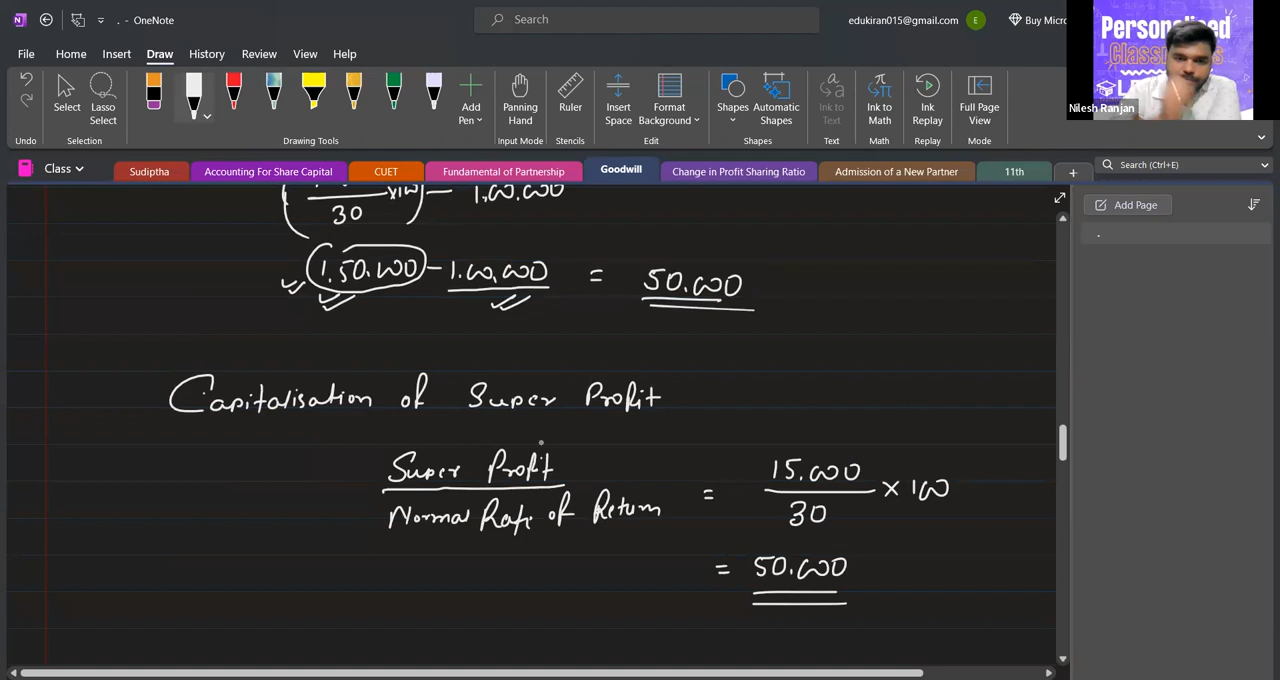 . - OneNote
Search
edukiran015@gmail.com
E
Buy Micro
File Home Insert Draw History Review View Help
Undo
Select
Lasso Select
Selection
Drawing Tools
Add Pen
Panning Hand
Input Mode
Ruler
Stencils
Insert Space
Format Background
Edit
Shapes
Automatic Shapes
Shapes
Ink to Text
Ink to Math
Math
Ink Replay
Replay
Full Page View
Mode
Personalised
Nilesh Ranjan
Class
Sudiptha
Accounting For Share Capital
CUET
Fundamental of Partnership
Goodwill
Change in Profit Sharing Ratio
Admission of a New Partner
11th
+
Search (Ctrl+E)
Add Page
.
30 x100 - 1,00,000
1,50,000 - 1,00,000 = 50,000
Capitalisation of Super Profit
Super Profit
Normal Rate of Return
= 15,000
30
× 100
= 50,000